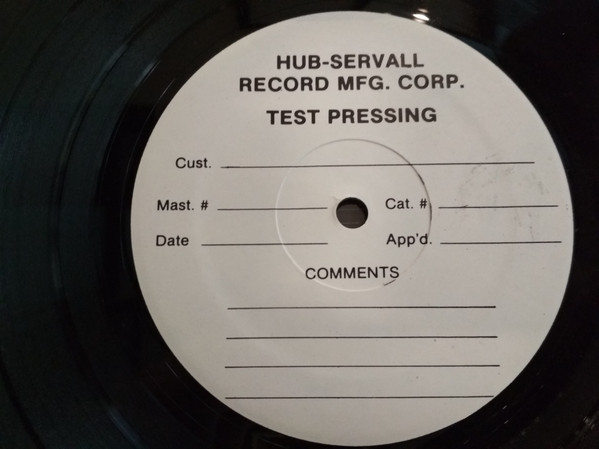 HUB-SERVALL
RECORD MFG. CORP.
TEST PRESSING
Cust.
Mast. # Cat. #
Date App'd.
COMMENTS